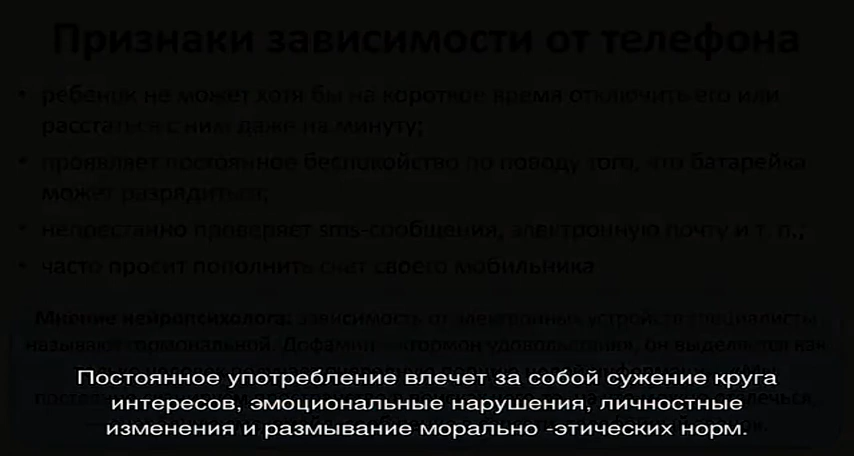 Признаки зависимости от телефона
• ребенок не может хотя бы на короткое время отключить его или
расстаться с ним даже на минуту;
• проявляет постоянное беспокойство по поводу того, что батарейка
может разрядиться;
• непрестанно проверяет sms-сообщения, электронную почту и т. п.;
• часто просит пополнить счет своего мобильника
Мнение нейропсихолога: зависимость от электронных устройств специалисты
называют гормональной. Дофамин – гормон удовольствия, он выделяется как
Постоянное употребление влечет за собой сужение круга
интересов, эмоциональные нарушения, личностные
изменения и размывание морально -этических норм.